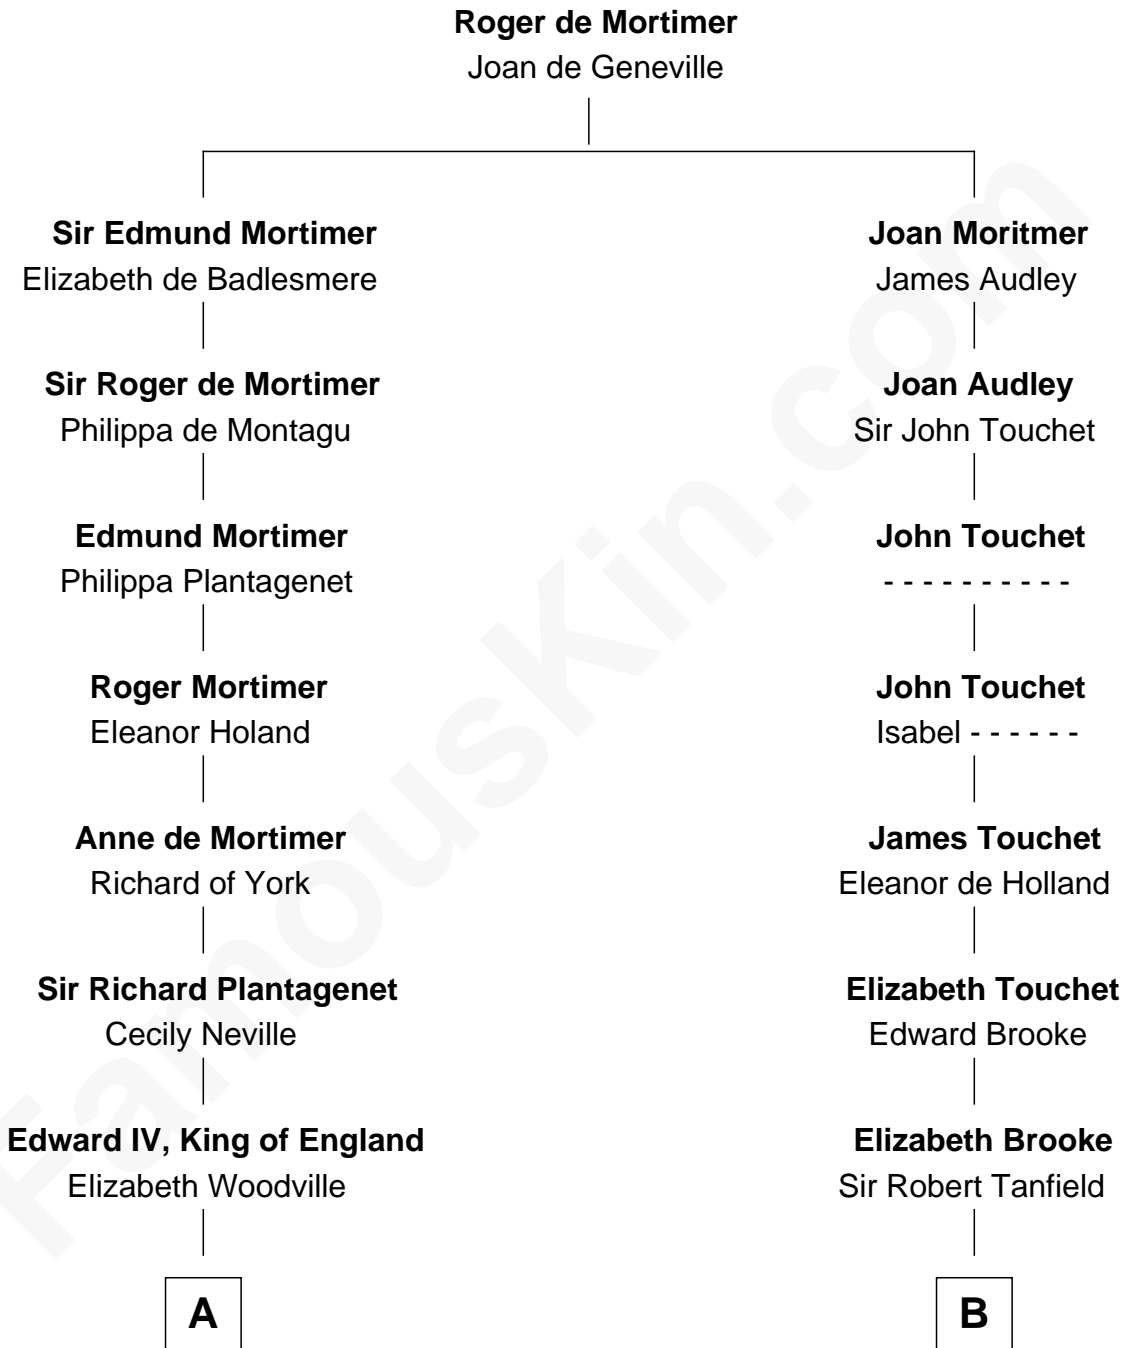 Roger de Mortimer
Joan de Geneville
Sir Edmund Mortimer
Elizabeth de Badlesmere
Joan Moritmer
James Audley
Sir Roger de Mortimer
Philippa de Montagu
Joan Audley
Sir John Touchet
Edmund Mortimer
Philippa Plantagenet
John Touchet
- - - - - - - - - -
Roger Mortimer
Eleanor Holand
John Touchet
Isabel - - - - - -
Anne de Mortimer
Richard of York
James Touchet
Eleanor de Holland
Sir Richard Plantagenet
Cecily Neville
Elizabeth Touchet
Edward Brooke
Edward IV, King of England
Elizabeth Woodville
Elizabeth Brooke
Sir Robert Tanfield
A
B
FamousKin.com